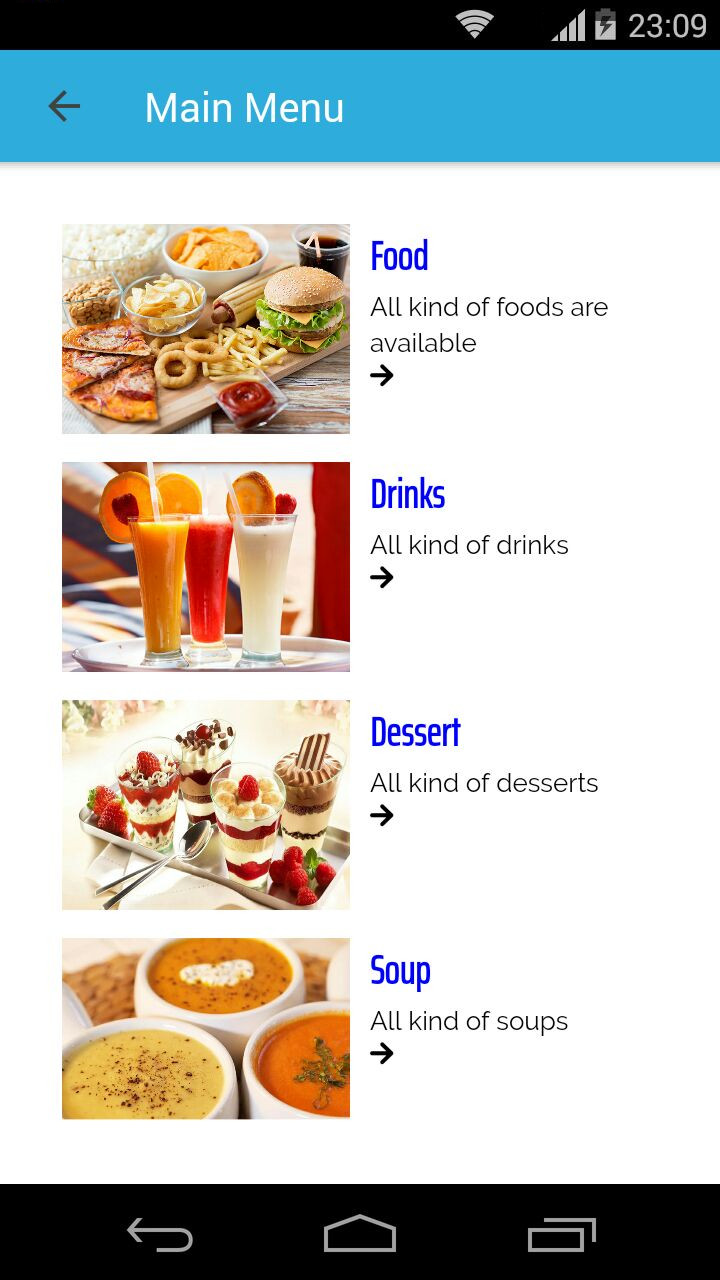 23:09
Main Menu
Food
All kind of foods are
available
Drinks
All kind of drinks
Dessert
All kind of desserts
Soup
All kind of soups